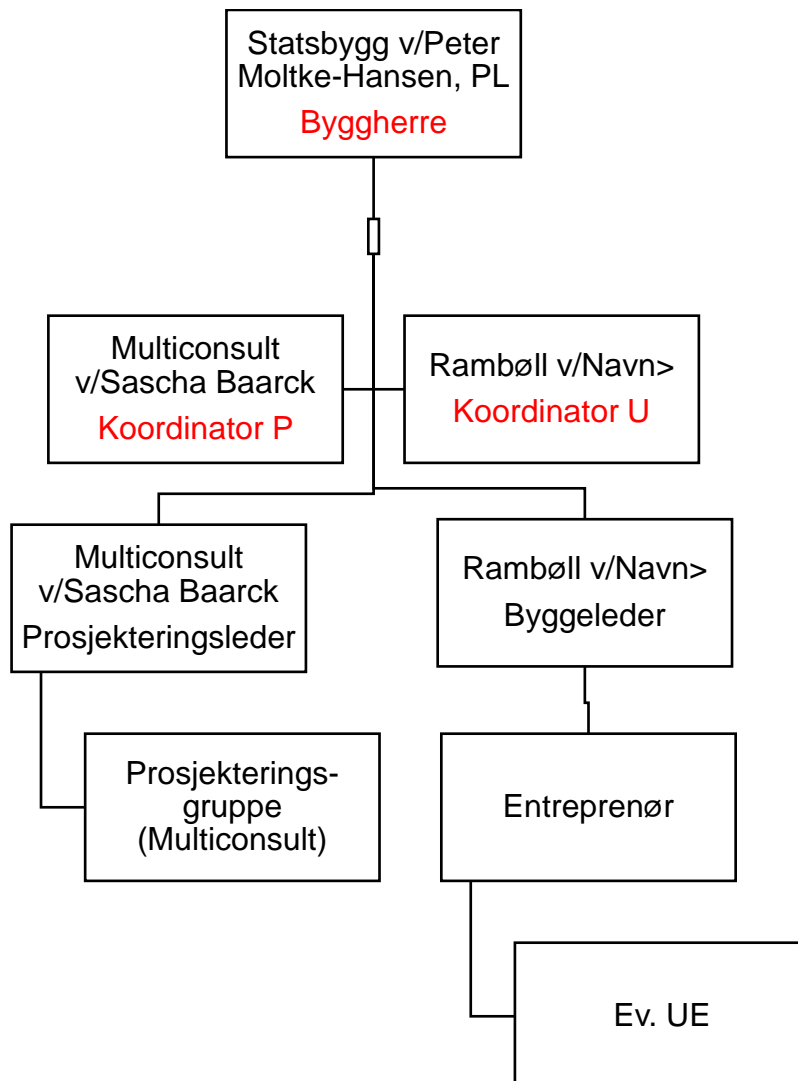 Statsbygg v/Peter
Moltke-Hansen, PL
Byggherre
Multiconsult
v/Sascha Baarck
Koordinator P
Rambøll v/Navn>
Koordinator U
Multiconsult
v/Sascha Baarck
Prosjekteringsleder
Rambøll v/Navn>
Byggeleder
Prosjekterings-
gruppe
(Multiconsult)
Entreprenør
Ev. UE